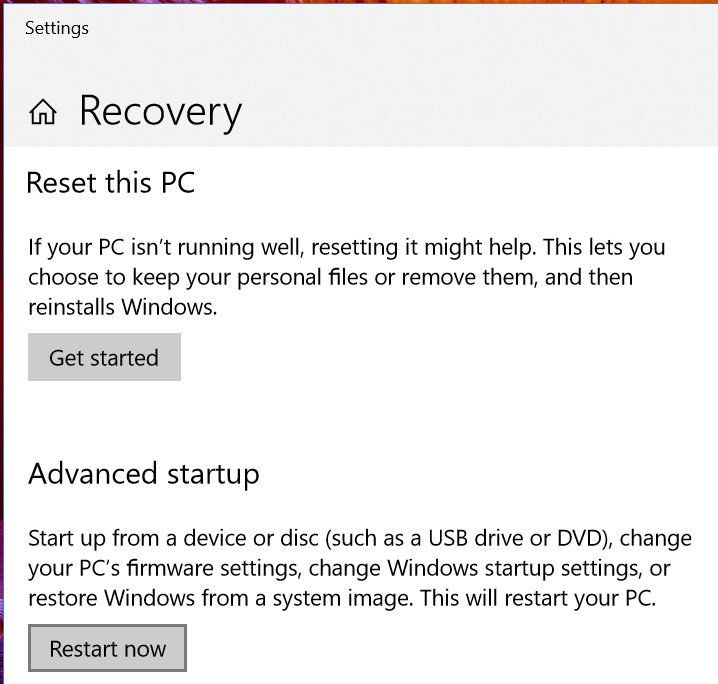 Settings
Recovery
Reset this PC
If your PC isn’t running well, resetting it might help. This lets you
choose to keep your personal files or remove them, and then
reinstalls Windows.
Get started
Advanced startup
Start up from a device or disc (such as a USB drive or DVD), change
your PC’s firmware settings, change Windows startup settings, or
restore Windows from a system image. This will restart your PC.
Restart now